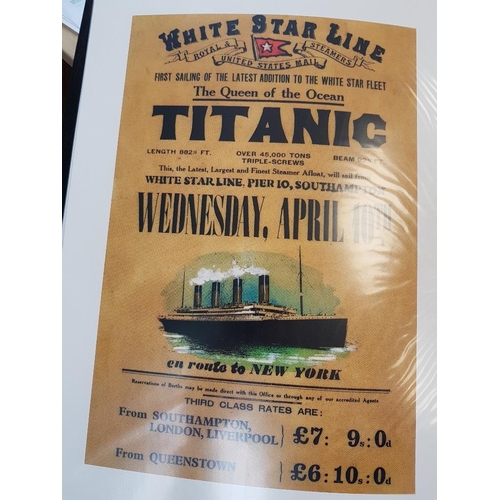 WHITE STAR LINE
ROYAL & UNITED STATES MAIL STEAMERS
FIRST SAILING OF THE LATEST ADDITION TO THE WHITE STAR FLEET
The Queen of the Ocean
TITANIC
LENGTH 882½ FT. OVER 45,000 TONS BEAM FT.
TRIPLE-SCREWS
This, the Latest, Largest and Finest Steamer Afloat, will sail from
WHITE STAR LINE, PIER 10, SOUTHAMPTON
WEDNESDAY, APRIL 10TH
en route to NEW YORK
Reservations of Berths may be made direct with this Office or through any of our accredited Agents
THIRD CLASS RATES ARE:
From SOUTHAMPTON,
LONDON, LIVERPOOL } £7: 9s: 0d
From QUEENSTOWN } £6: 10s: 0d